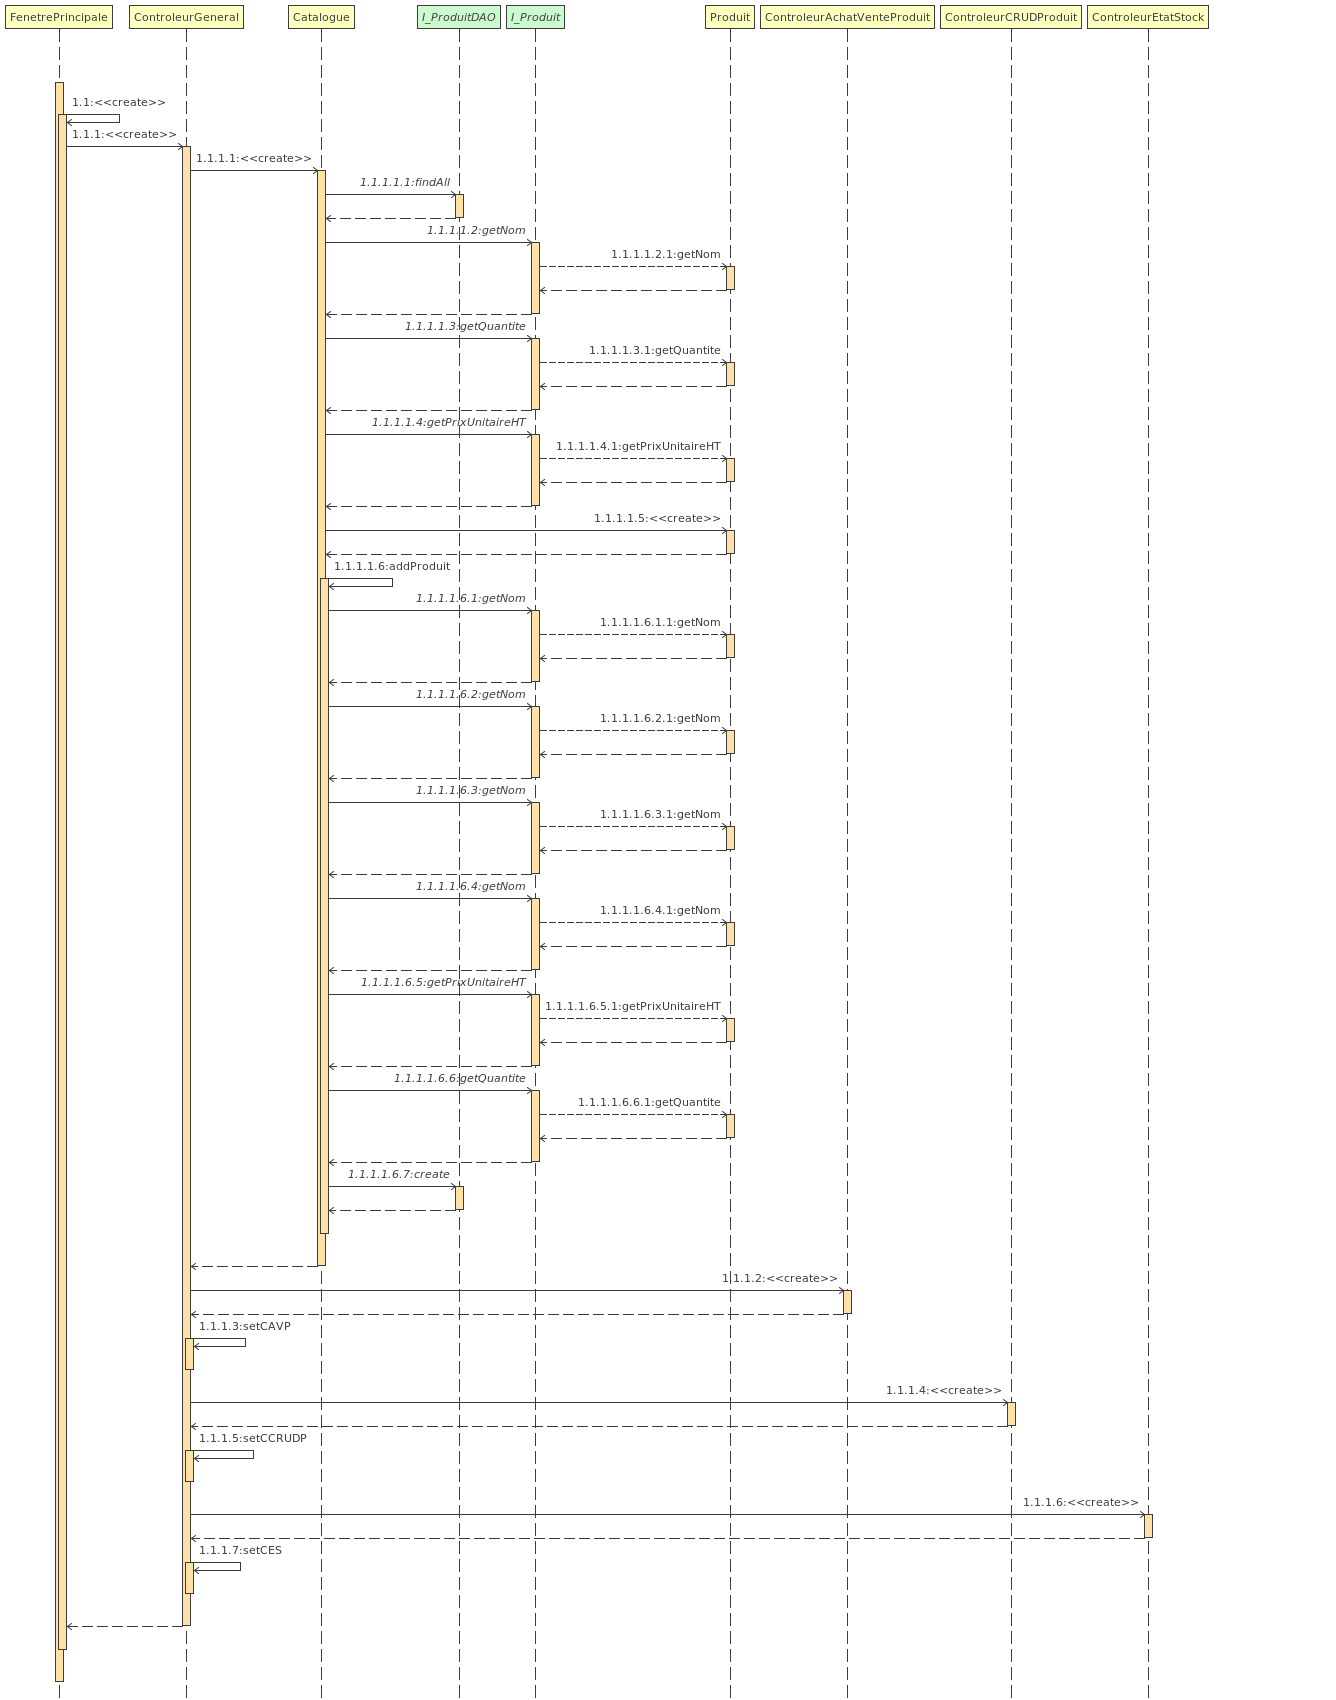 FenetrePrincipale
ControleurGeneral
Catalogue
I_ProduitDAO
I_Produit
Produit
ControleurAchatVenteProduit
ControleurCRUDProduit
ControleurEtatStock
1.1:<<create>>
1.1.1:<<create>>
1.1.1.1:<<create>>
1.1.1.1.1:findAll
1.1.1.1.2:getNom
1.1.1.1.2.1:getNom
1.1.1.1.3:getQuantite
1.1.1.1.3.1:getQuantite
1.1.1.1.4:getPrixUnitaireHT
1.1.1.1.4.1:getPrixUnitaireHT
1.1.1.1.5:<<create>>
1.1.1.1.6:addProduit
1.1.1.1.6.1:getNom
1.1.1.1.6.1.1:getNom
1.1.1.1.6.2:getNom
1.1.1.1.6.2.1:getNom
1.1.1.1.6.3:getNom
1.1.1.1.6.3.1:getNom
1.1.1.1.6.4:getNom
1.1.1.1.6.4.1:getNom
1.1.1.1.6.5:getPrixUnitaireHT
1.1.1.1.6.5.1:getPrixUnitaireHT
1.1.1.1.6.6:getQuantite
1.1.1.1.6.6.1:getQuantite
1.1.1.1.6.7:create
1.1.1.2:<<create>>
1.1.1.3:setCAVP
1.1.1.4:<<create>>
1.1.1.5:setCCRUDP
1.1.1.6:<<create>>
1.1.1.7:setCES